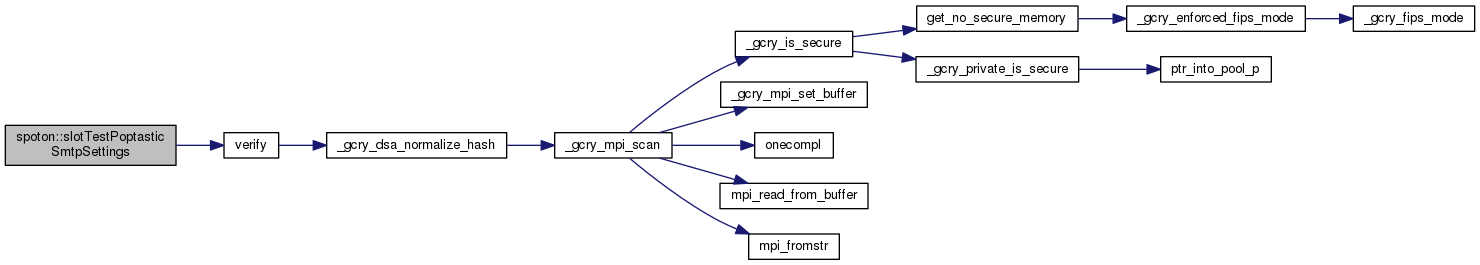 spoton::slotTestPoptastic
SmtpSettings
verify
_gcry_dsa_normalize_hash
_gcry_mpi_scan
_gcry_is_secure
get_no_secure_memory
_gcry_enforced_fips_mode
_gcry_fips_mode
_gcry_private_is_secure
ptr_into_pool_p
_gcry_mpi_set_buffer
onecompl
mpi_read_from_buffer
mpi_fromstr